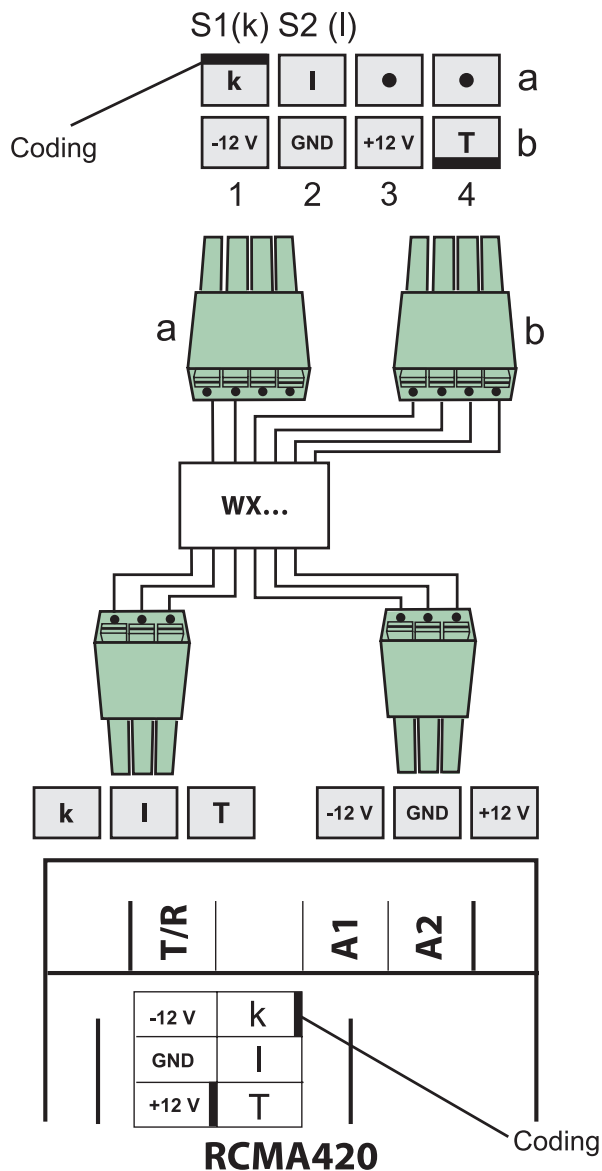 S1(k) S2 (l)
k l • • a
Coding
-12 V GND +12 V T b
1 2 3 4
a b
WX...
k l T -12 V GND +12 V
T/R A1 A2
-12 V k
GND l
+12 V T
Coding
RCMA420